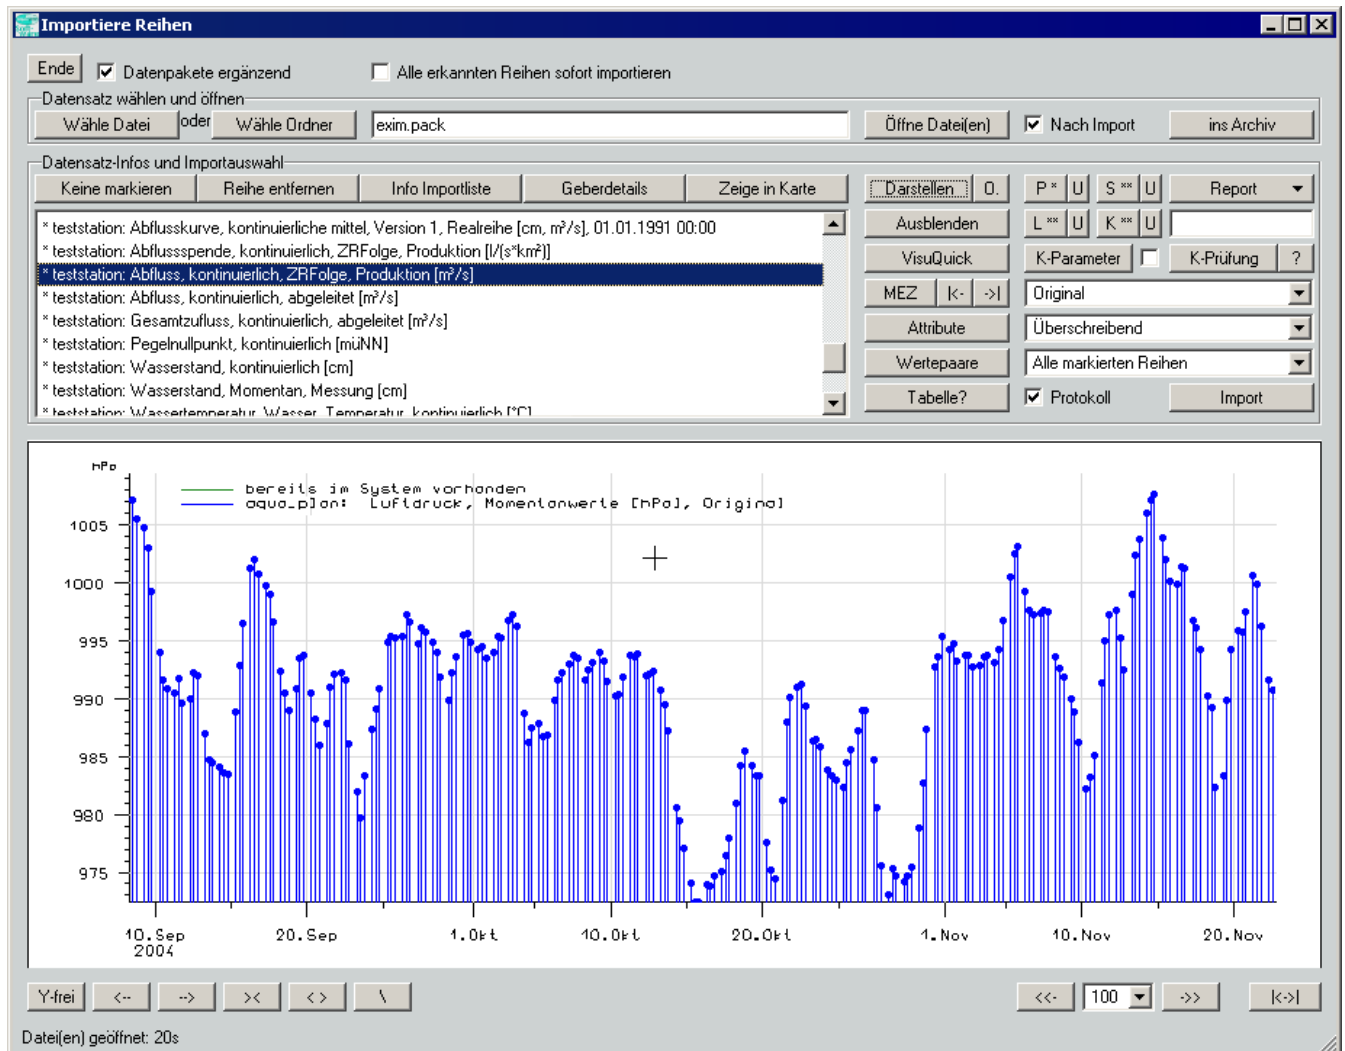 Importiere Reihen
Ende Datenpakete ergänzend Alle erkannten Reihen sofort importieren
Datensatz wählen und öffnen
Wähle Datei oder Wähle Ordner exim.pack Öffne Datei(en) Nach Import ins Archiv
Datensatz-Infos und Importauswahl
Keine markieren Reihe entfernen Info Importliste Geberdetails Zeige in Karte Darstellen O. P * U S ** U Report
* teststation: Abflusskurve, kontinuierliche mittel, Version 1, Realreihe [cm, m³/s], 01.01.1991 00:00
* teststation: Abflussspende, kontinuierlich, ZRFolge, Produktion [l/(s*km²)]
* teststation: Abfluss, kontinuierlich, ZRFolge, Produktion [m³/s]
* teststation: Abfluss, kontinuierlich, abgeleitet [m³/s]
* teststation: Gesamtzufluss, kontinuierlich, abgeleitet [m³/s]
* teststation: Pegelnullpunkt, kontinuierlich [müNN]
* teststation: Wasserstand, kontinuierlich [cm]
* teststation: Wasserstand, Momentan, Messung [cm]
* teststation: Wassertemperatur, Wasser, Temperatur, kontinuierlich [°C]
Ausblenden L ** U K ** U
VisuQuick K-Parameter K-Prüfung ?
MEZ |<- ->| Original
Attribute Überschreibend
Wertepaare Alle markierten Reihen
Tabelle? Protokoll Import
hPa
bereits im System vorhanden
aqua_plan: Luftdruck, Momentanwerte [hPa], Original
1005
1000
995
990
985
980
975
10.Sep 20.Sep 1.Okt 10.Okt 20.Okt 1.Nov 10.Nov 20.Nov
2004
Y-frei <-- --> >< <> \ <<- 100 ->> |<->|
Datei(en) geöffnet: 20s